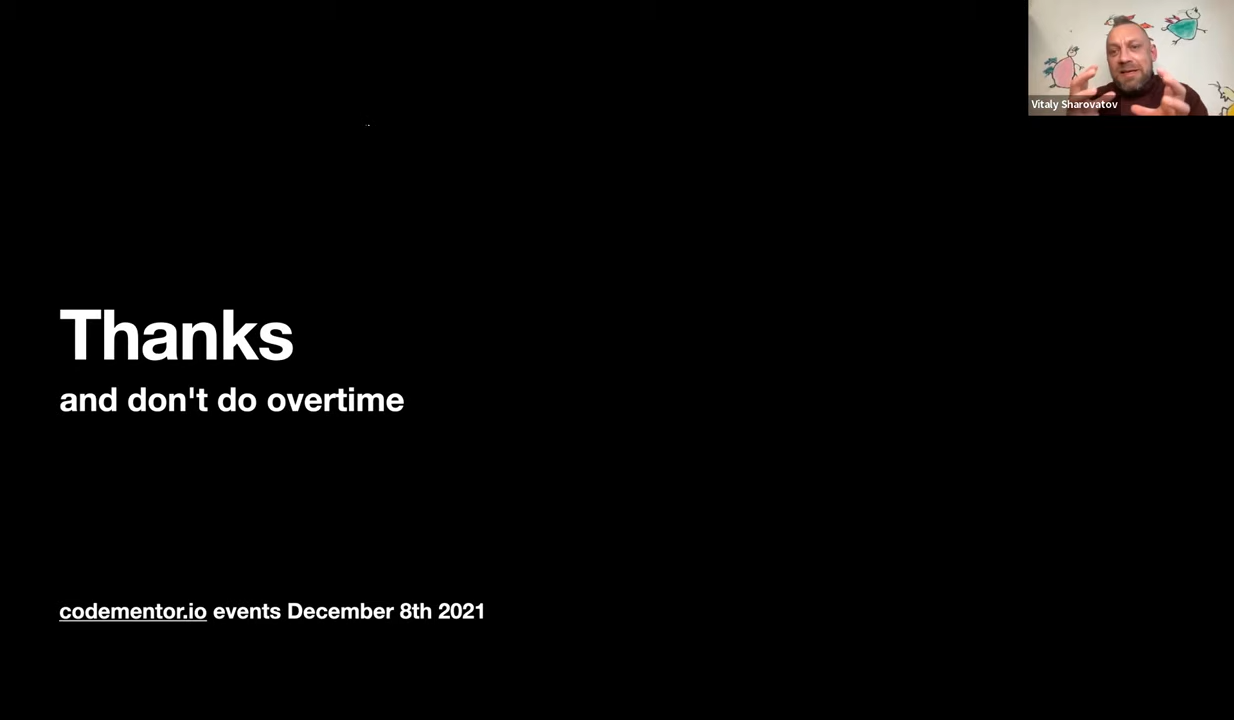 Vitaly Sharovatov
Thanks
and don't do overtime
codementor.io events December 8th 2021